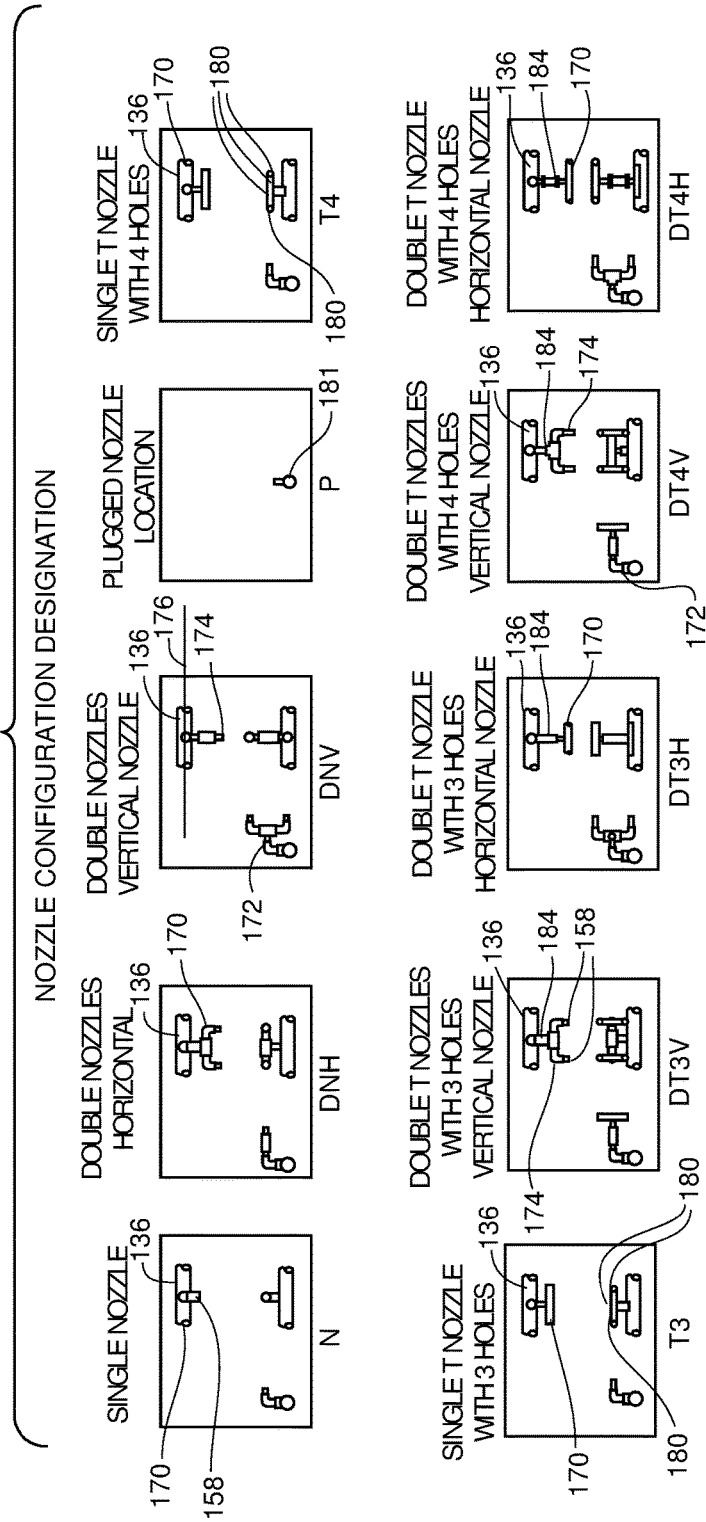 NOZZLE CONFIGURATION DESIGNATION
SINGLE NOZZLE
136
170
158
N
DOUBLE NOZZLES
HORIZONTAL
136
170
DNH
DOUBLE NOZZLES
VERTICAL NOZZLE
136
176
174
172
DNV
PLUGGED NOZZLE
LOCATION
181
P
SINGLE T NOZZLE
WITH 4 HOLES
136
170
180
180
T4
SINGLE T NOZZLE
WITH 3 HOLES
136
170
180
180
T3
DOUBLE T NOZZLES
WITH 3 HOLES
VERTICAL NOZZLE
136
184
158
174
DT3V
DOUBLE T NOZZLE
WITH 3 HOLES
HORIZONTAL NOZZLE
136
184
170
DT3H
DOUBLE T NOZZLES
WITH 4 HOLES
VERTICAL NOZZLE
136
184
174
172
DT4V
DOUBLE T NOZZLE
WITH 4 HOLES
HORIZONTAL NOZZLE
136
184
170
DT4H